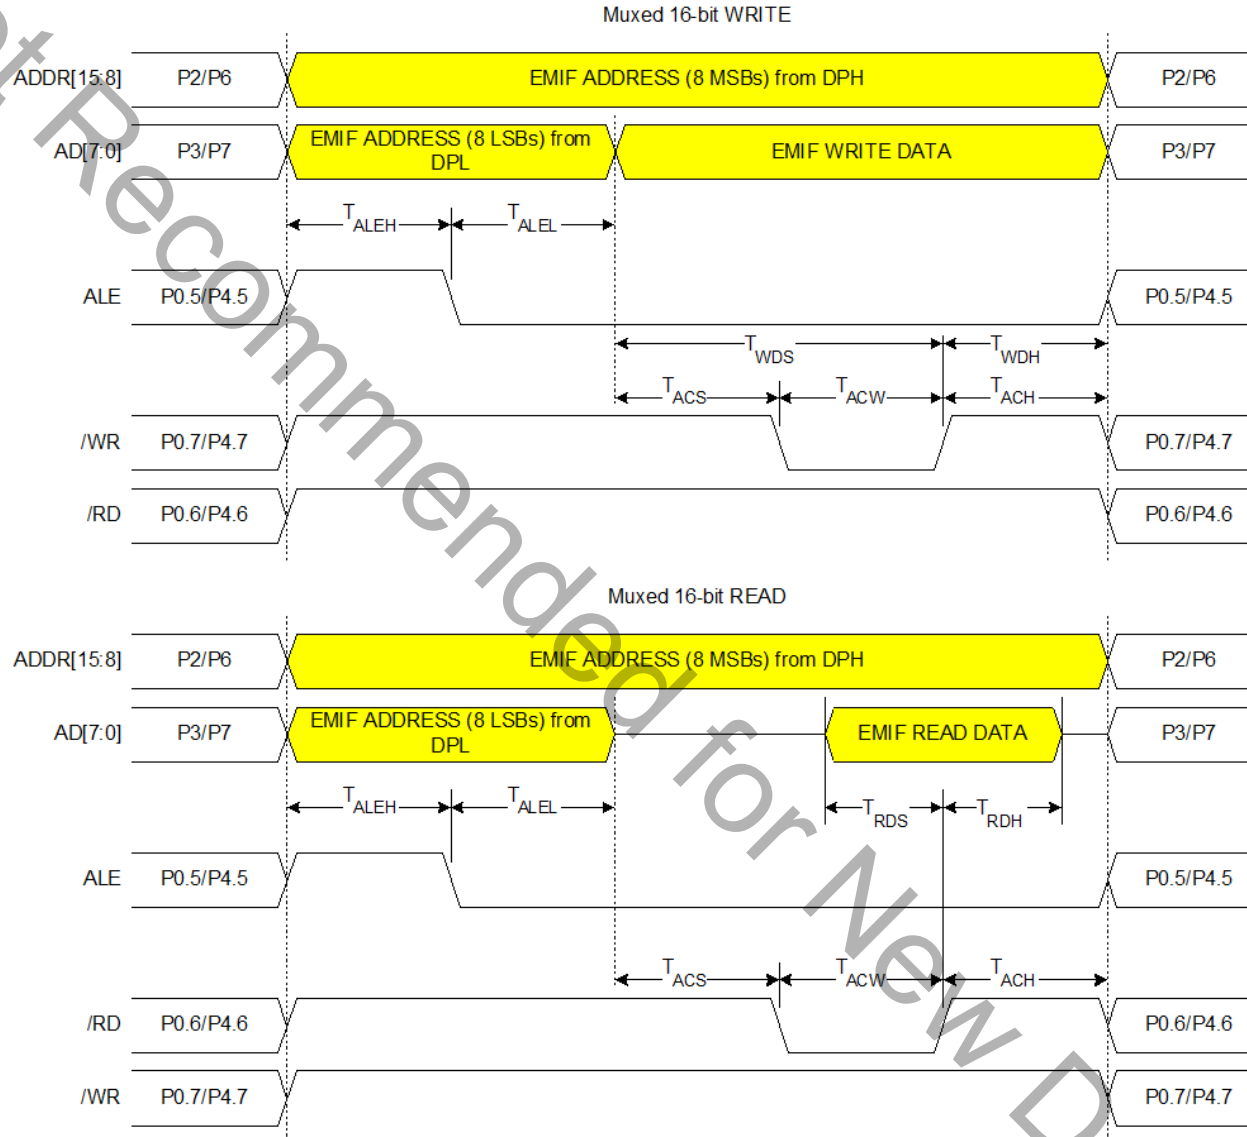 Muxed 16-bit WRITE
ADDR[15:8] P2/P6 EMIF ADDRESS (8 MSBs) from DPH P2/P6
AD[7:0] P3/P7 EMIF ADDRESS (8 LSBs) from DPL EMIF WRITE DATA P3/P7
TALEH TALEL
ALE P0.5/P4.5 P0.5/P4.5
TWDS TWDH
TACS TACW TACH
/WR P0.7/P4.7 P0.7/P4.7
/RD P0.6/P4.6 P0.6/P4.6
Muxed 16-bit READ
ADDR[15:8] P2/P6 EMIF ADDRESS (8 MSBs) from DPH P2/P6
AD[7:0] P3/P7 EMIF ADDRESS (8 LSBs) from DPL EMIF READ DATA P3/P7
TALEH TALEL TRDS TRDH
ALE P0.5/P4.5 P0.5/P4.5
TACS TACW TACH
/RD P0.6/P4.6 P0.6/P4.6
/WR P0.7/P4.7 P0.7/P4.7
Recommended for New